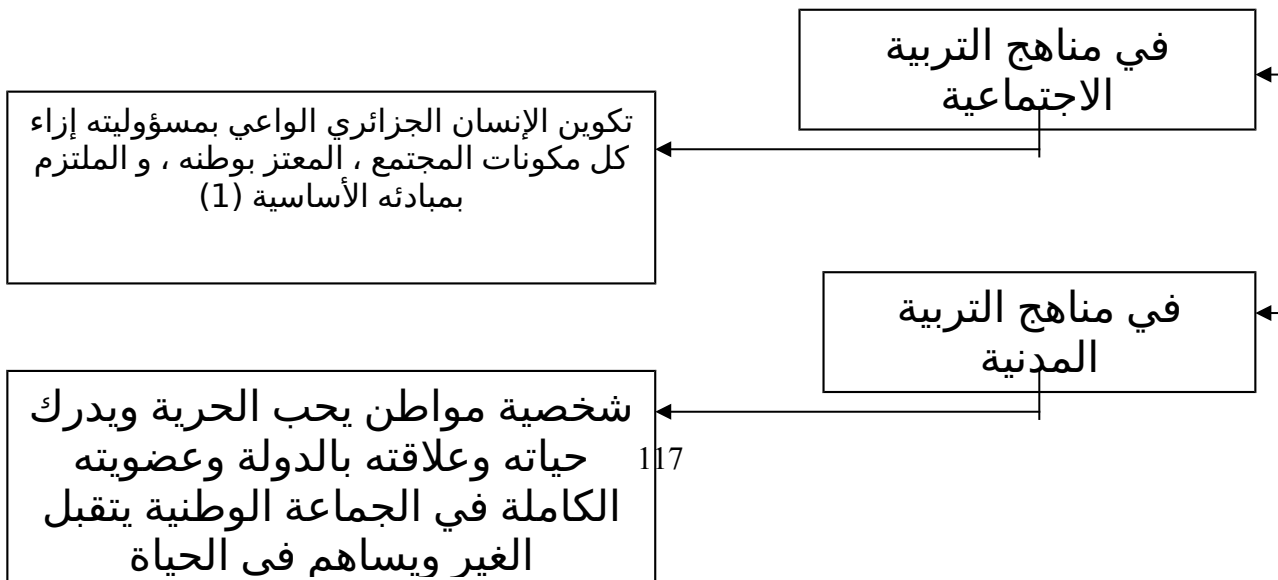 في مناهج التربية
الاجتماعية
تكوين الإنسان الجزائري الواعي بمسؤوليته إزاء
كل مكونات المجتمع ، المعتز بوطنه ، و الملتزم
بمبادئه الأساسية (1)
في مناهج التربية
المدنية
شخصية مواطن يحب الحرية ويدرك
حياته وعلاقته بالدولة وعضويته
الكاملة في الجماعة الوطنية يتقبل
الغير ويساهم في الحياة
117